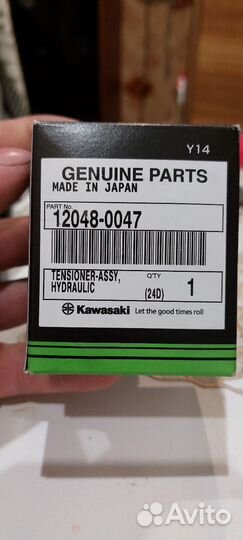 Y14
GENUINE PARTS
MADE IN JAPAN
PART No.
12048-0047
TENSIONER-ASSY, Q'TY
HYDRAULIC (24D) 1
Kawasaki Let the good times roll
Avito